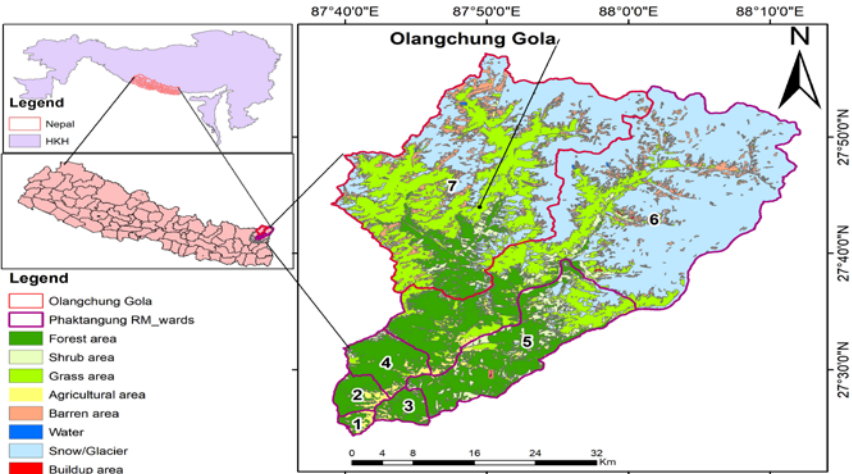 87°40'0"E 87°50'0"E 88°0'0"E 88°10'0"E
Olangchung Gola
N
Legend
Nepal
HKH
27°50'0"N
7
6
27°40'0"N
Legend
Olangchung Gola
Phaktangung RM_wards
Forest area
Shrub area
Grass area
Agricultural area
Barren area
Water
Snow/Glacier
Buildup area
5
4
27°30'0"N
2
3
1
0 4 8 16 24 32
Km